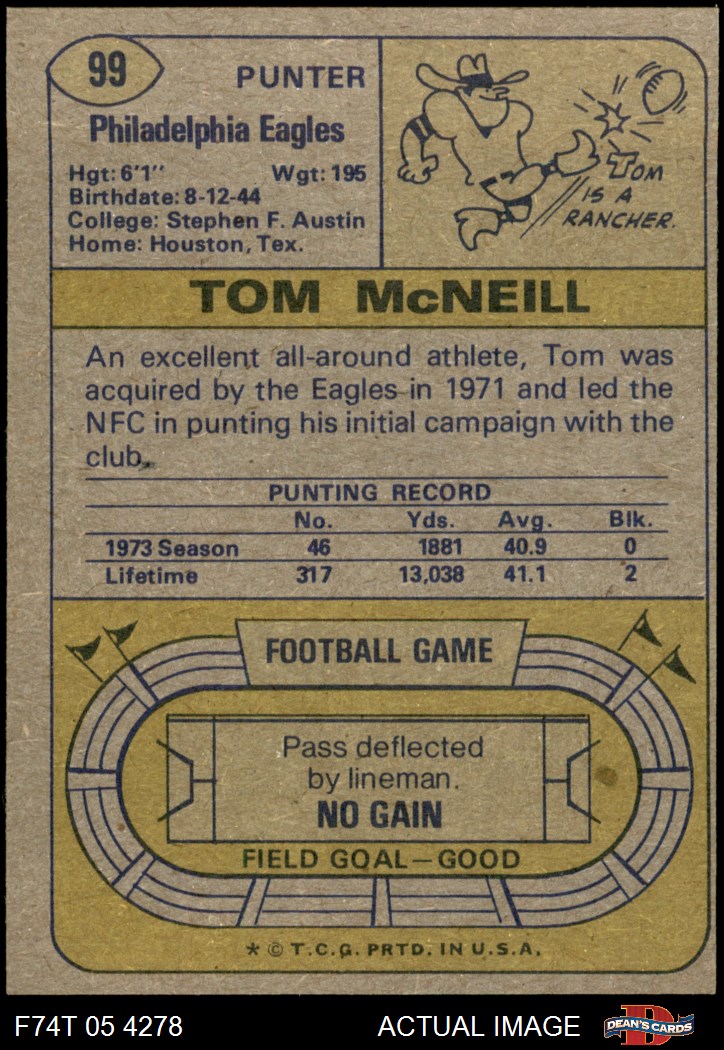 99
PUNTER
Philadelphia Eagles
Hgt: 6'1" Wgt: 195
Birthdate: 8-12-44
College: Stephen F. Austin
Home: Houston, Tex.
TOM
IS A
RANCHER.
TOM McNEILL
An excellent all-around athlete, Tom was
acquired by the Eagles in 1971 and led the
NFC in punting his initial campaign with the
club.
PUNTING RECORD
No. Yds. Avg. Blk.
1973 Season 46 1881 40.9 0
Lifetime 317 13,038 41.1 2
FOOTBALL GAME
Pass deflected
by lineman.
NO GAIN
FIELD GOAL—GOOD
* © T.C.G. PRTD. IN U.S.A.
F74T 05 4278 ACTUAL IMAGE
D
DEAN'S CARDS